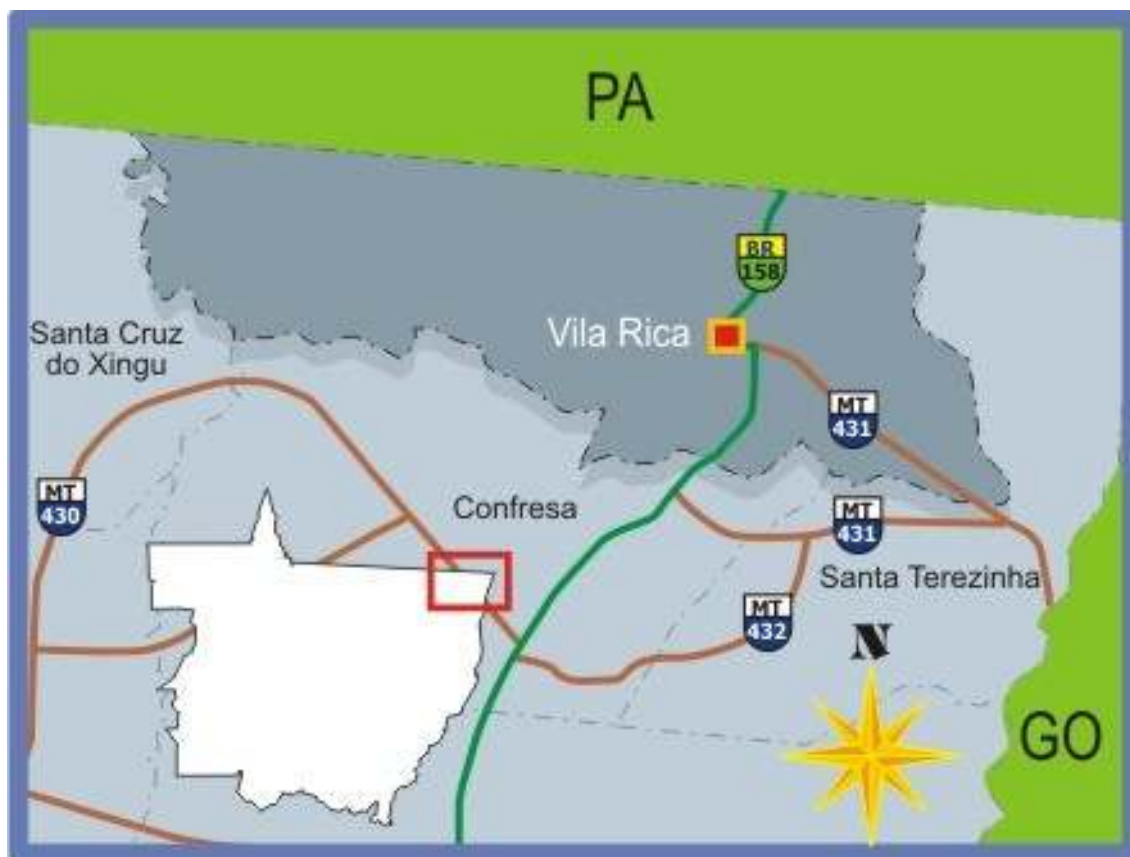 PA
BR
158
Vila Rica
Santa Cruz
do Xingu
MT
431
MT
430
Confresa
MT
431
Santa Terezinha
MT
432
N
GO